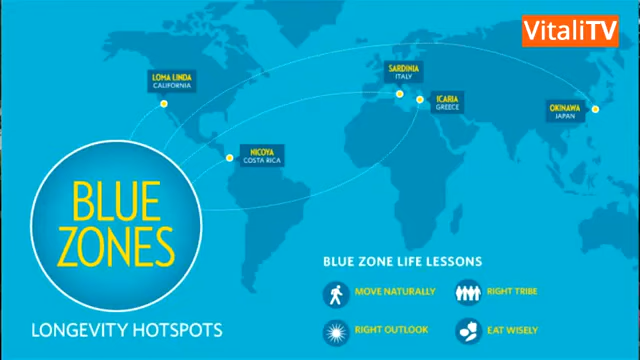 VitaliTV
LOMA LINDA
CALIFORNIA
SARDINIA
ITALY
ICARIA
GREECE
OKINAWA
JAPAN
NICOYA
COSTA RICA
BLUE
ZONES
LONGEVITY HOTSPOTS
BLUE ZONE LIFE LESSONS
MOVE NATURALLY
RIGHT TRIBE
RIGHT OUTLOOK
EAT WISELY